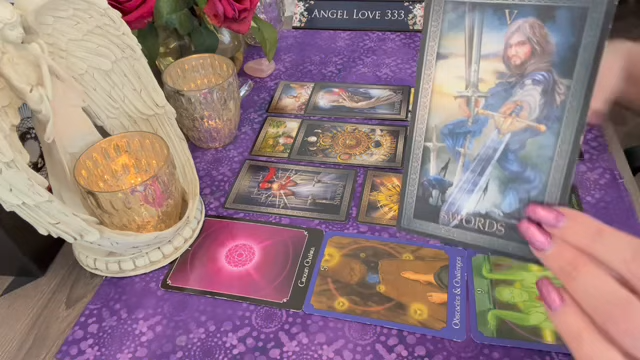 ANGEL LOVE 333
V
SWORDS
Crown Chakra
Obstacles & Challenges